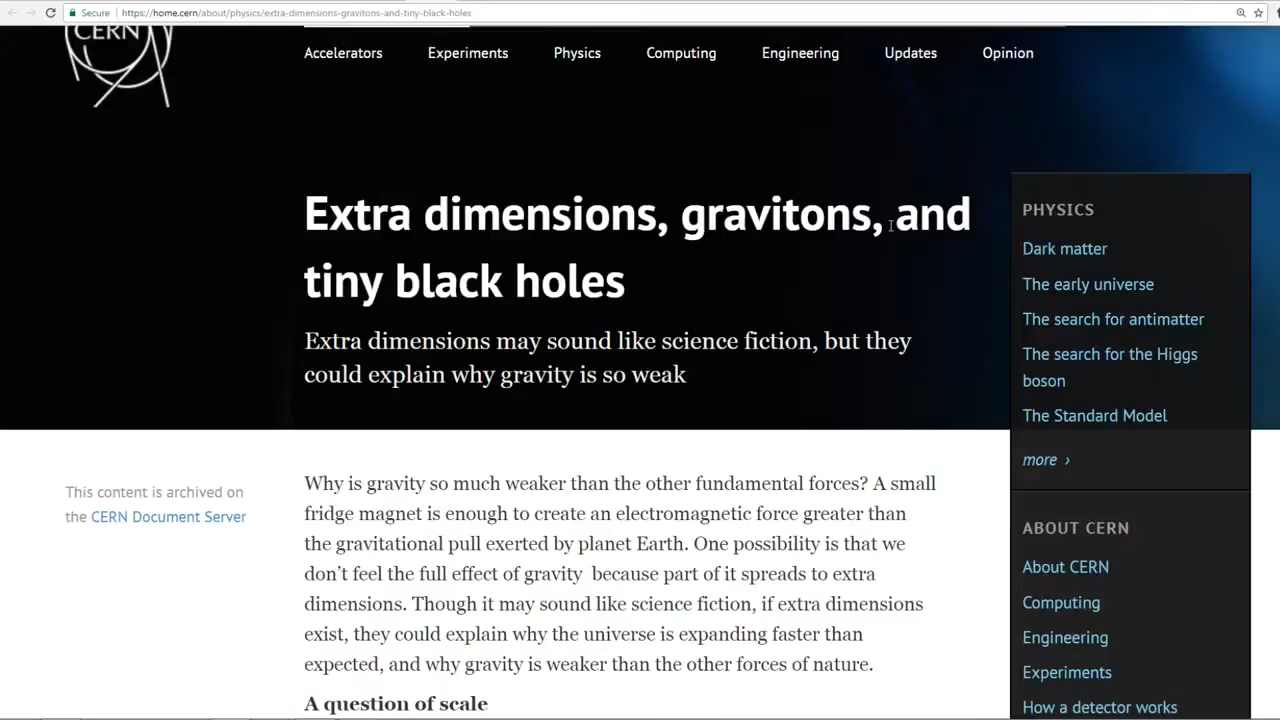 Secure
https://home.cern/about/physics/extra-dimensions-gravitons-and-tiny-black-holes
CERN
Accelerators Experiments Physics Computing Engineering Updates Opinion
Extra dimensions, gravitons, and
tiny black holes
Extra dimensions may sound like science fiction, but they
could explain why gravity is so weak
This content is archived on
the CERN Document Server
Why is gravity so much weaker than the other fundamental forces? A small
fridge magnet is enough to create an electromagnetic force greater than
the gravitational pull exerted by planet Earth. One possibility is that we
don’t feel the full effect of gravity because part of it spreads to extra
dimensions. Though it may sound like science fiction, if extra dimensions
exist, they could explain why the universe is expanding faster than
expected, and why gravity is weaker than the other forces of nature.
A question of scale
PHYSICS
Dark matter
The early universe
The search for antimatter
The search for the Higgs
boson
The Standard Model
more ›
ABOUT CERN
About CERN
Computing
Engineering
Experiments
How a detector works